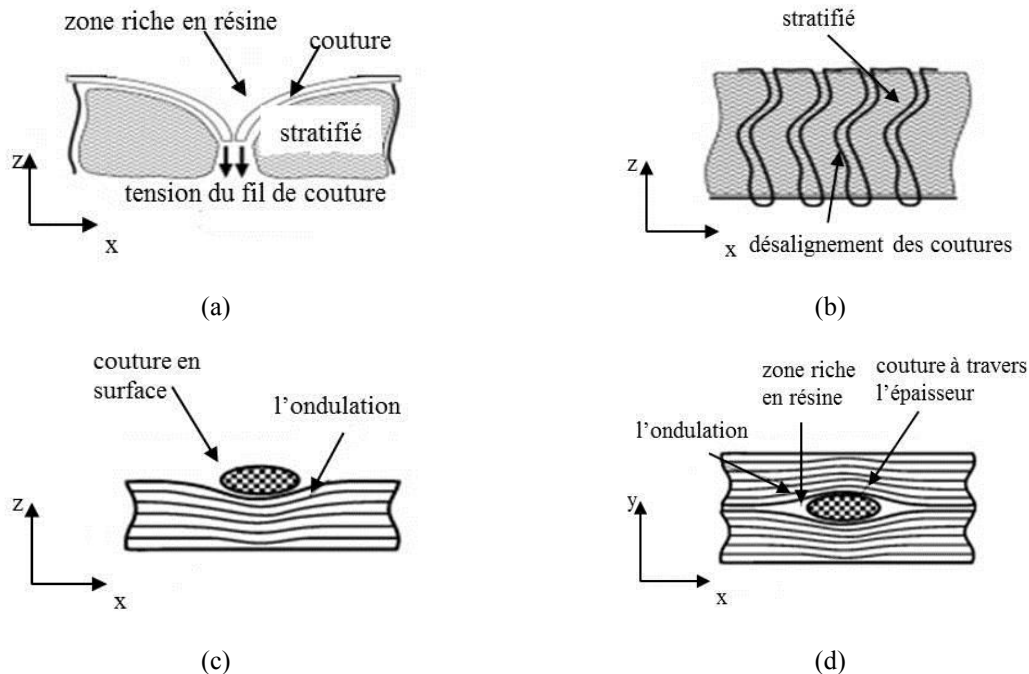 zone riche en résine
couture
stratifié
z
tension du fil de couture
x
(a)
stratifié
z
x
désalignement des coutures
(b)
couture en
surface
l’ondulation
z
x
(c)
zone riche
en résine
couture à travers
l’épaisseur
l’ondulation
y
x
(d)